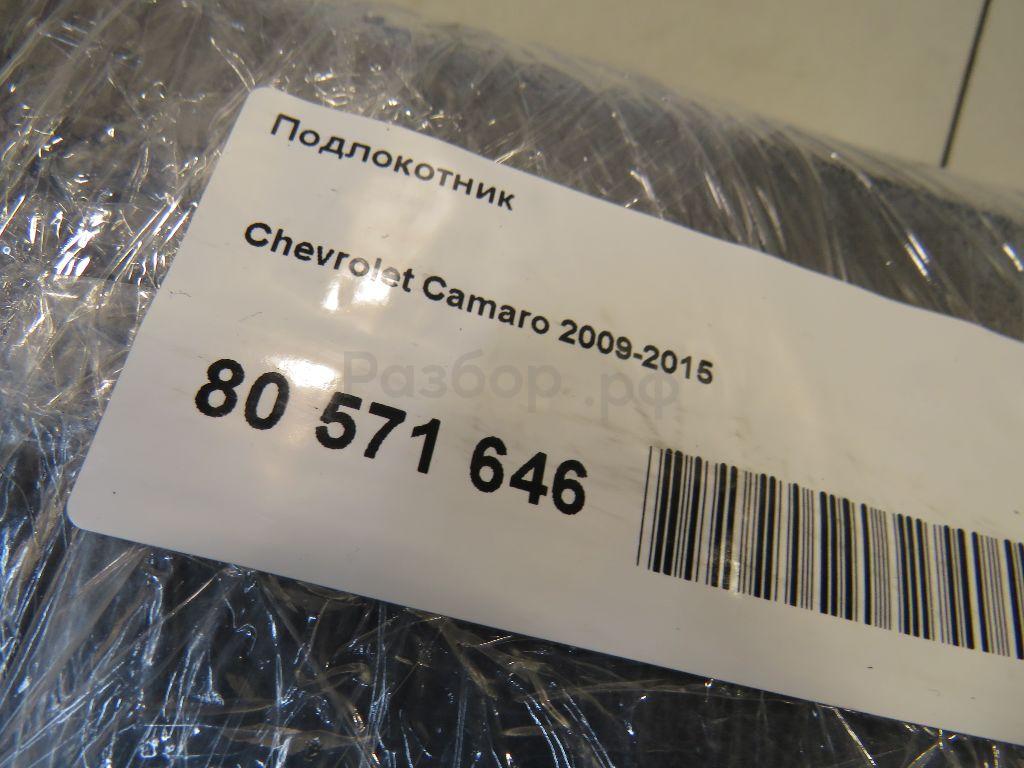 Подлокотник
Chevrolet Camaro 2009-2015
Разбор.рф
80 571 646